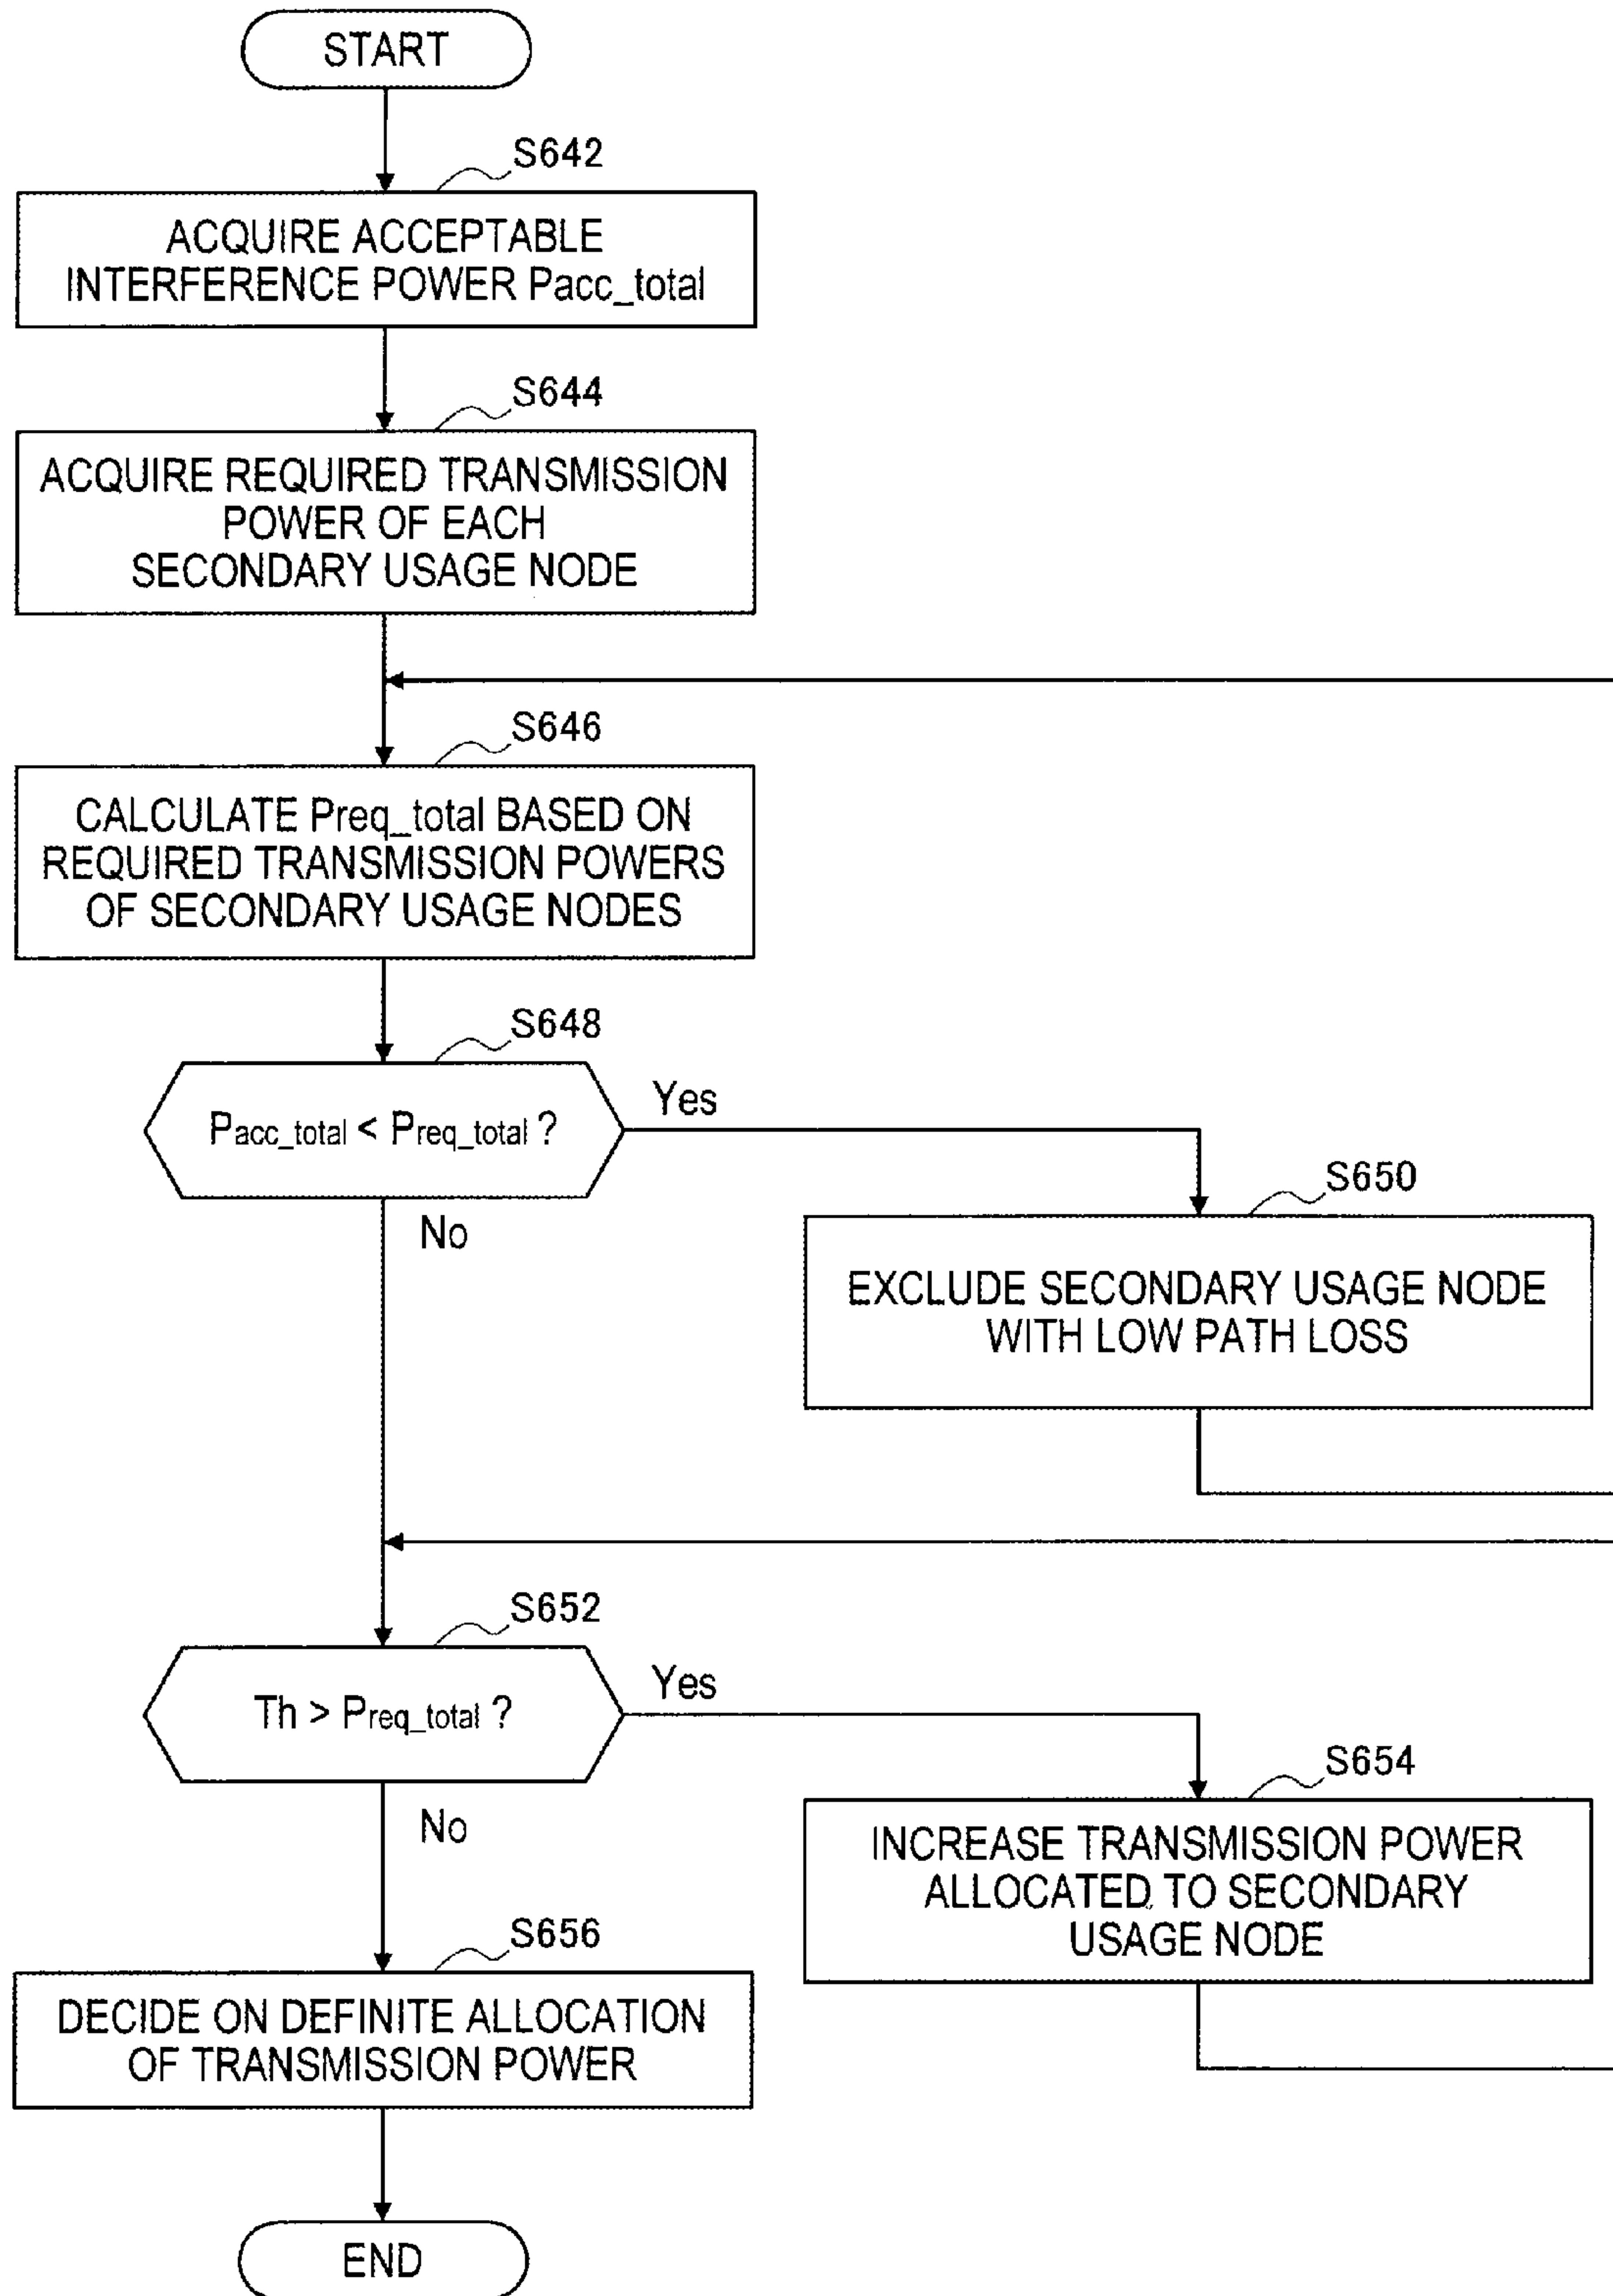 START
S642
ACQUIRE ACCEPTABLE
INTERFERENCE POWER Pacc_total
S644
ACQUIRE REQUIRED TRANSMISSION
POWER OF EACH
SECONDARY USAGE NODE
S646
CALCULATE Preq_total BASED ON
REQUIRED TRANSMISSION POWERS
OF SECONDARY USAGE NODES
S648
Pacc_total < Preq_total ?
Yes
No
S650
EXCLUDE SECONDARY USAGE NODE
WITH LOW PATH LOSS
S652
Th > Preq_total ?
Yes
No
S654
INCREASE TRANSMISSION POWER
ALLOCATED TO SECONDARY
USAGE NODE
S656
DECIDE ON DEFINITE ALLOCATION
OF TRANSMISSION POWER
END